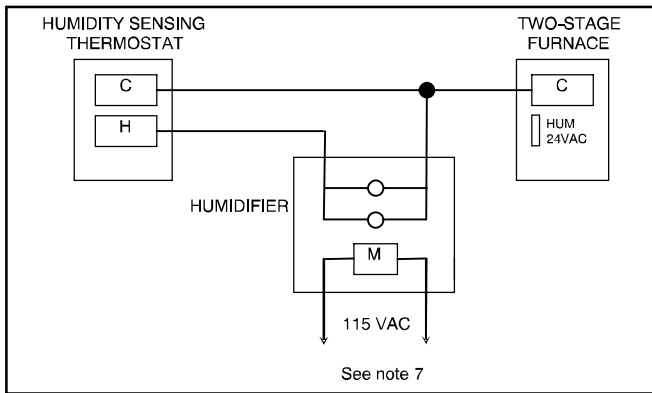 HUMIDITY SENSING
THERMOSTAT
TWO-STAGE
FURNACE
C
C
H
HUM
24VAC
HUMIDIFIER
M
115 VAC
See note 7